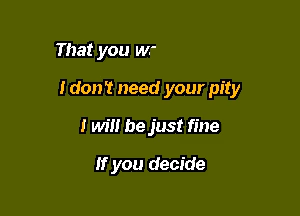 That you
I don't need your pity
I will be just fine
If you decide